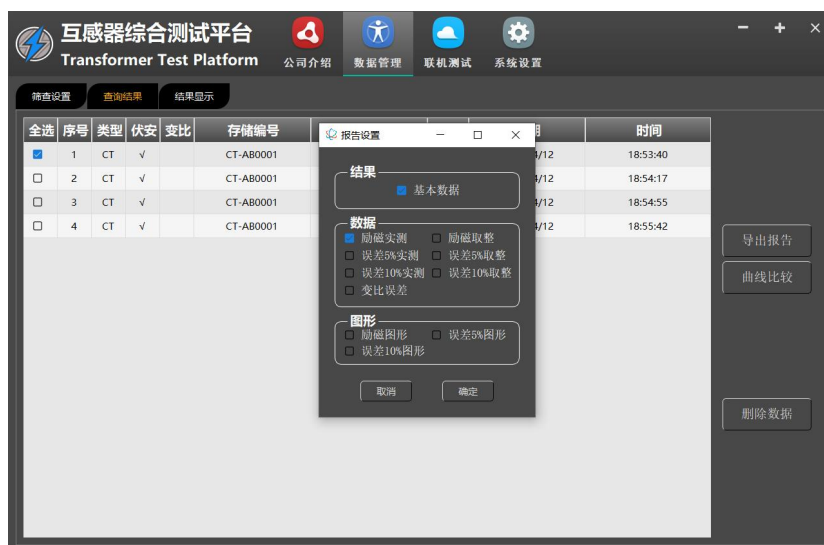 互感器综合测试平台
Transformer Test Platform
公司介绍 数据管理 联机测试 系统设置
筛查设置 查询结果 结果显示
全选 序号 类型 伏安 变比 存储编号 期 时间
1 CT √ CT-AB0001 /12 18:53:40
2 CT √ CT-AB0001 /12 18:54:17
3 CT √ CT-AB0001 /12 18:54:55
4 CT √ CT-AB0001 /12 18:55:42
报告设置
结果
基本数据
数据
励磁实测 励磁取整
误差5%实测 误差5%取整
误差10%实测 误差10%取整
变比误差
图形
励磁图形 误差5%图形
误差10%图形
取消 确定
导出报告
曲线比较
删除数据